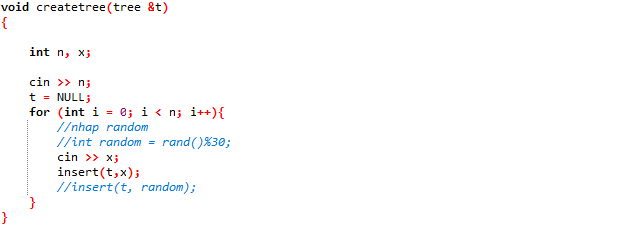 void createtree(tree &t)
{
int n, x;
cin >> n;
t = NULL;
for (int i = 0; i < n; i++){
//nhap random
//int random = rand()%30;
cin >> x;
insert(t,x);
//insert(t, random);
}
}